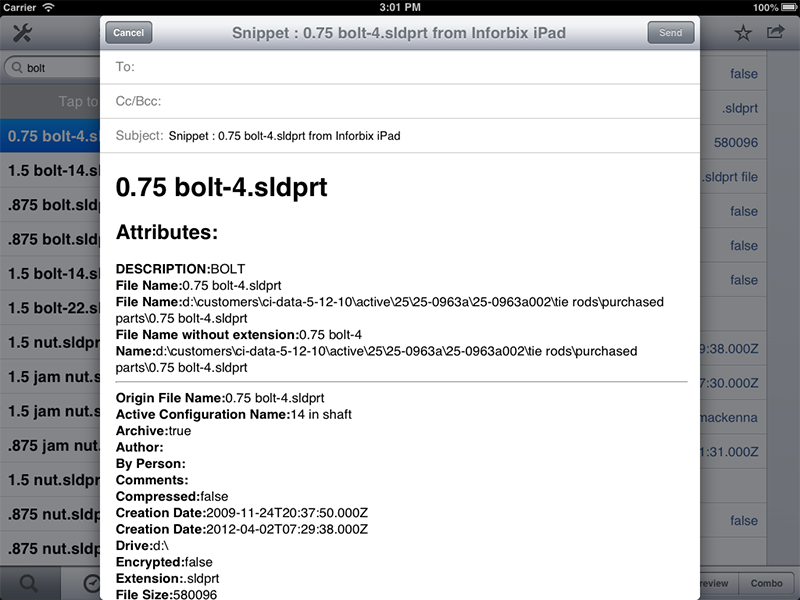 Carrier 3:01 PM 100%
Cancel Snippet : 0.75 bolt-4.sldprt from Inforbix iPad Send
bolt
Tap to
0.75 bolt-4.s
1.5 bolt-14.sl
.875 bolt.sldp
.875 bolt.sldp
1.5 bolt-14.sl
1.5 bolt-22.sl
1.5 nut.sldpr
1.5 jam nut.s
1.5 jam nut.s
.875 jam nut.
1.5 nut.sldpr
.875 nut.sldp
.875 nut.sldp
To:
Cc/Bcc:
Subject: Snippet : 0.75 bolt-4.sldprt from Inforbix iPad
0.75 bolt-4.sldprt
Attributes:
DESCRIPTION:BOLT
File Name:0.75 bolt-4.sldprt
File Name:d:\customers\ci-data-5-12-10\active\25\25-0963a\25-0963a002\tie rods\purchased
parts\0.75 bolt-4.sldprt
File Name without extension:0.75 bolt-4
Name:d:\customers\ci-data-5-12-10\active\25\25-0963a\25-0963a002\tie rods\purchased
parts\0.75 bolt-4.sldprt
Origin File Name:0.75 bolt-4.sldprt
Active Configuration Name:14 in shaft
Archive:true
Author:
By Person:
Comments:
Compressed:false
Creation Date:2009-11-24T20:37:50.000Z
Creation Date:2012-04-02T07:29:38.000Z
Drive:d:\
Encrypted:false
Extension:.sldprt
File Size:580096
false
.sldprt
580096
.sldprt file
false
false
false
9:38.000Z
7:30.000Z
mackenna
1:31.000Z
false
review Combo